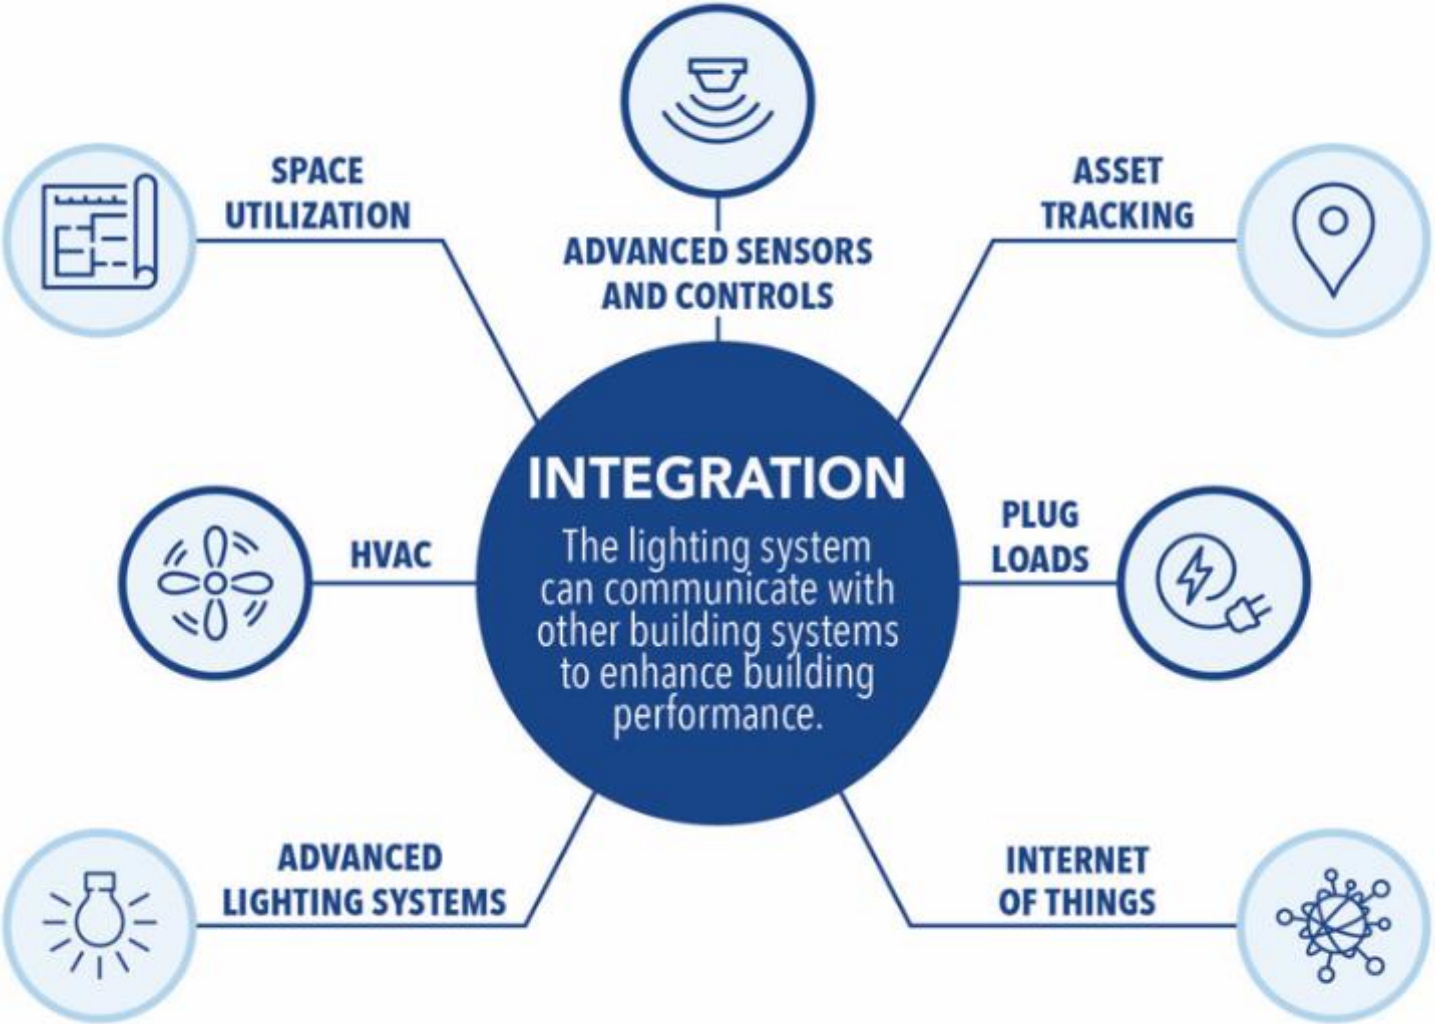 SPACE
UTILIZATION
ADVANCED SENSORS
AND CONTROLS
ASSET
TRACKING
INTEGRATION
The lighting system
can communicate with
other building systems
to enhance building
performance.
HVAC
PLUG
LOADS
ADVANCED
LIGHTING SYSTEMS
INTERNET
OF THINGS